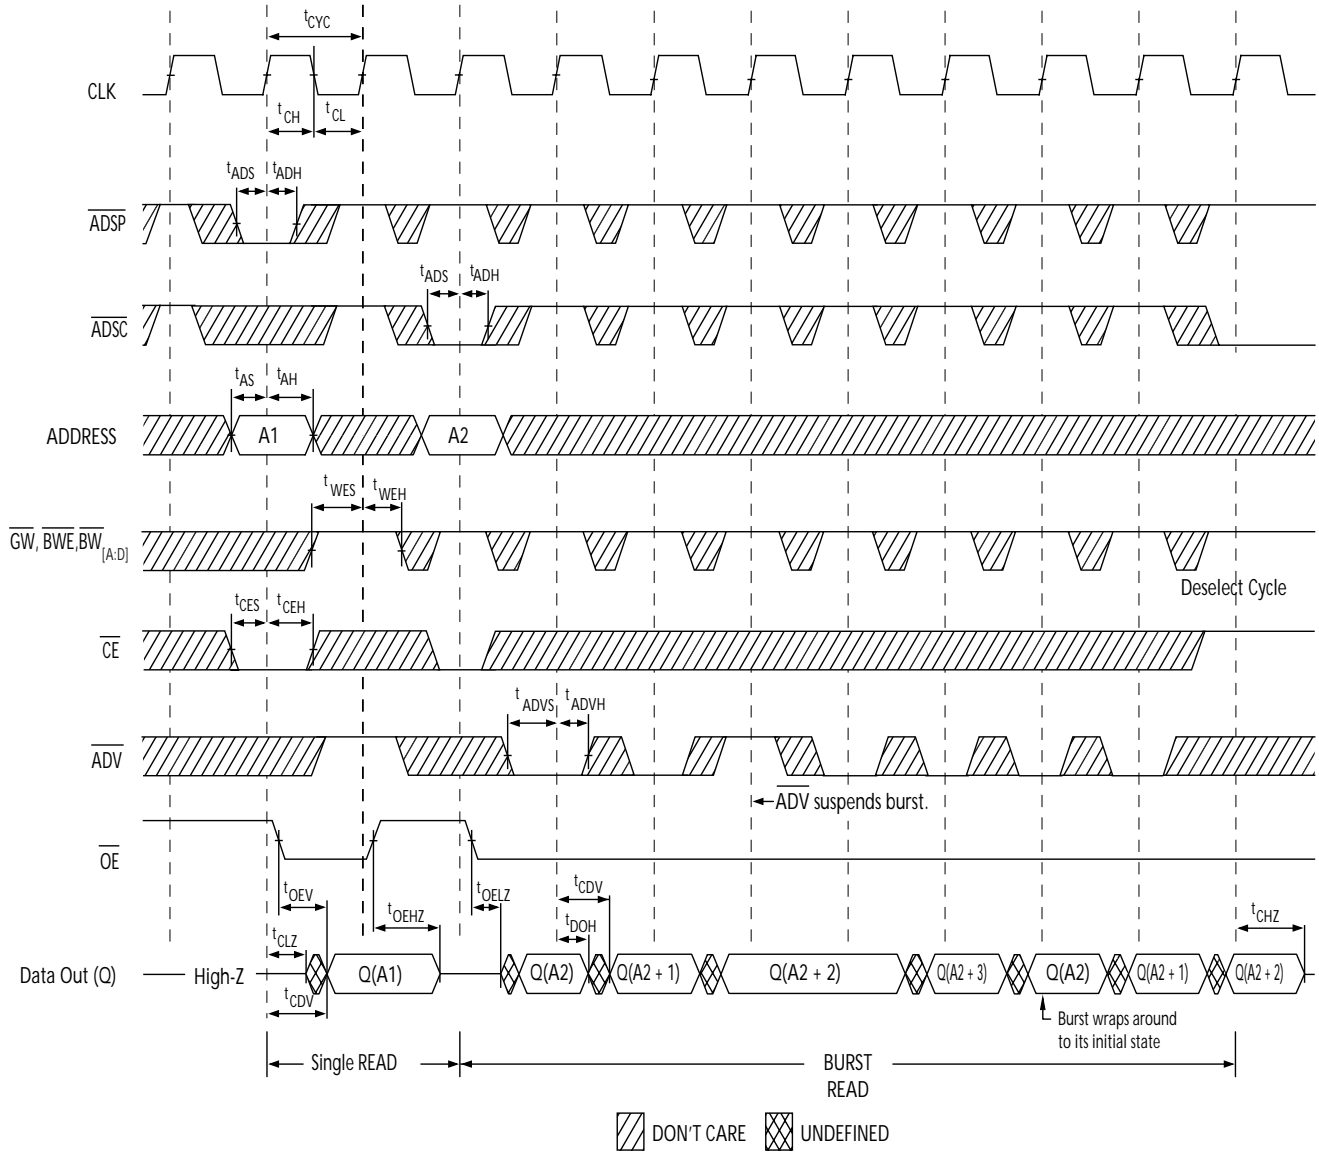 tCYC
CLK
tCH
tCL
tADS
tADH
ADSP
tADS
tADH
ADSC
tAS
tAH
ADDRESS
A1
A2
tWES
tWEH
GW, BWE,BW[A:D]
Deselect Cycle
tCES
tCEH
CE
tADVS
tADVH
ADV
ADV suspends burst.
OE
tOEV
tOEHZ
tOELZ
tCDV
tDOH
tCHZ
tCLZ
Data Out (Q)
High-Z
Q(A1)
Q(A2)
Q(A2 + 1)
Q(A2 + 2)
Q(A2 + 3)
Q(A2)
Q(A2 + 1)
Q(A2 + 2)
tCDV
Burst wraps around
to its initial state
Single READ
BURST
READ
DON'T CARE
UNDEFINED